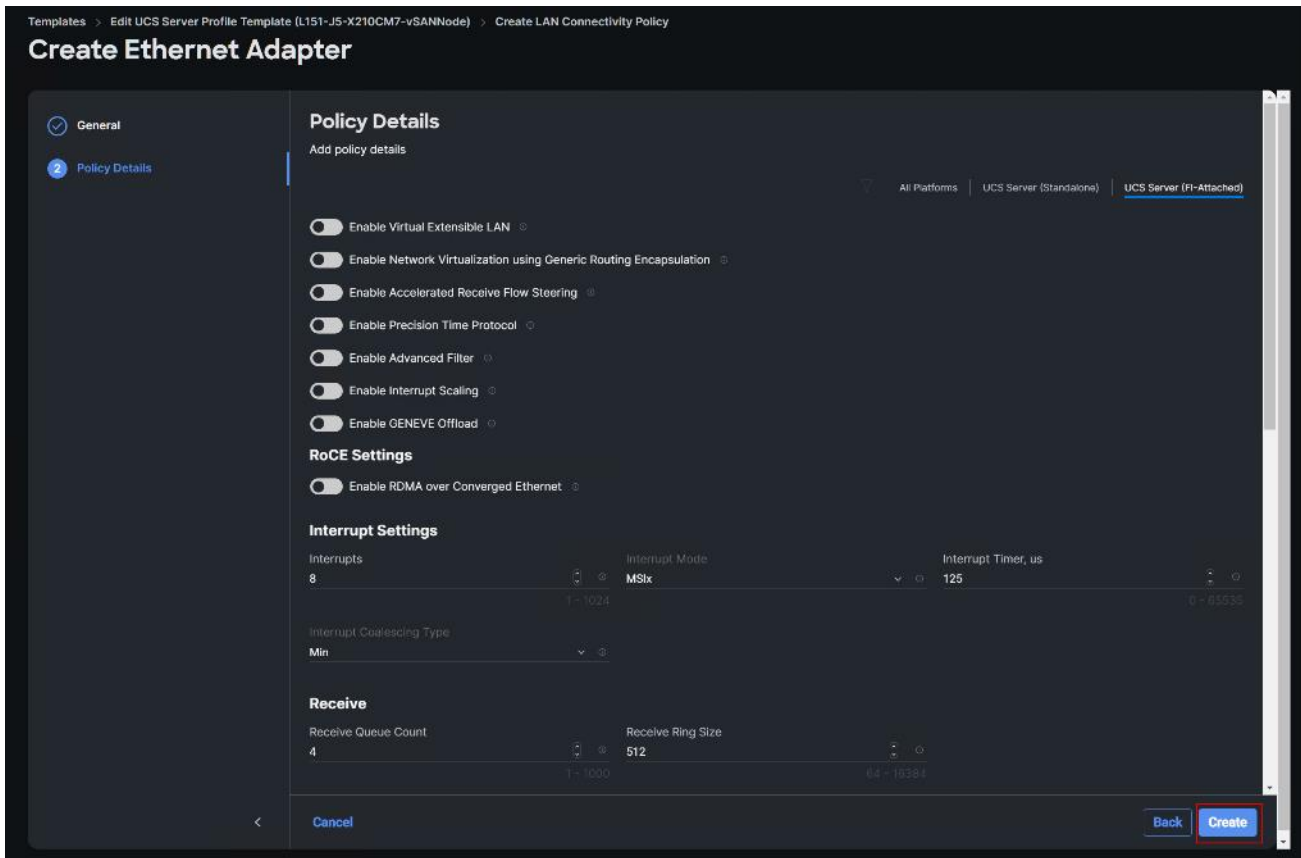 Templates > Edit UCS Server Profile Template (L151-J5-X210CM7-vSANNode) > Create LAN Connectivity Policy
Create Ethernet Adapter
General
2 Policy Details
Policy Details
Add policy details
All Platforms | UCS Server (Standalone) | UCS Server (FI-Attached)
Enable Virtual Extensible LAN
Enable Network Virtualization using Generic Routing Encapsulation
Enable Accelerated Receive Flow Steering
Enable Precision Time Protocol
Enable Advanced Filter
Enable Interrupt Scaling
Enable GENEVE Offload
RoCE Settings
Enable RDMA over Converged Ethernet
Interrupt Settings
Interrupts Interrupt Mode Interrupt Timer, us
8 MSIx 125
1 - 1024 0 - 65535
Interrupt Coalescing Type
Min
Receive
Receive Queue Count Receive Ring Size
4 512
1 - 1000 64 - 16384
< Cancel Back Create